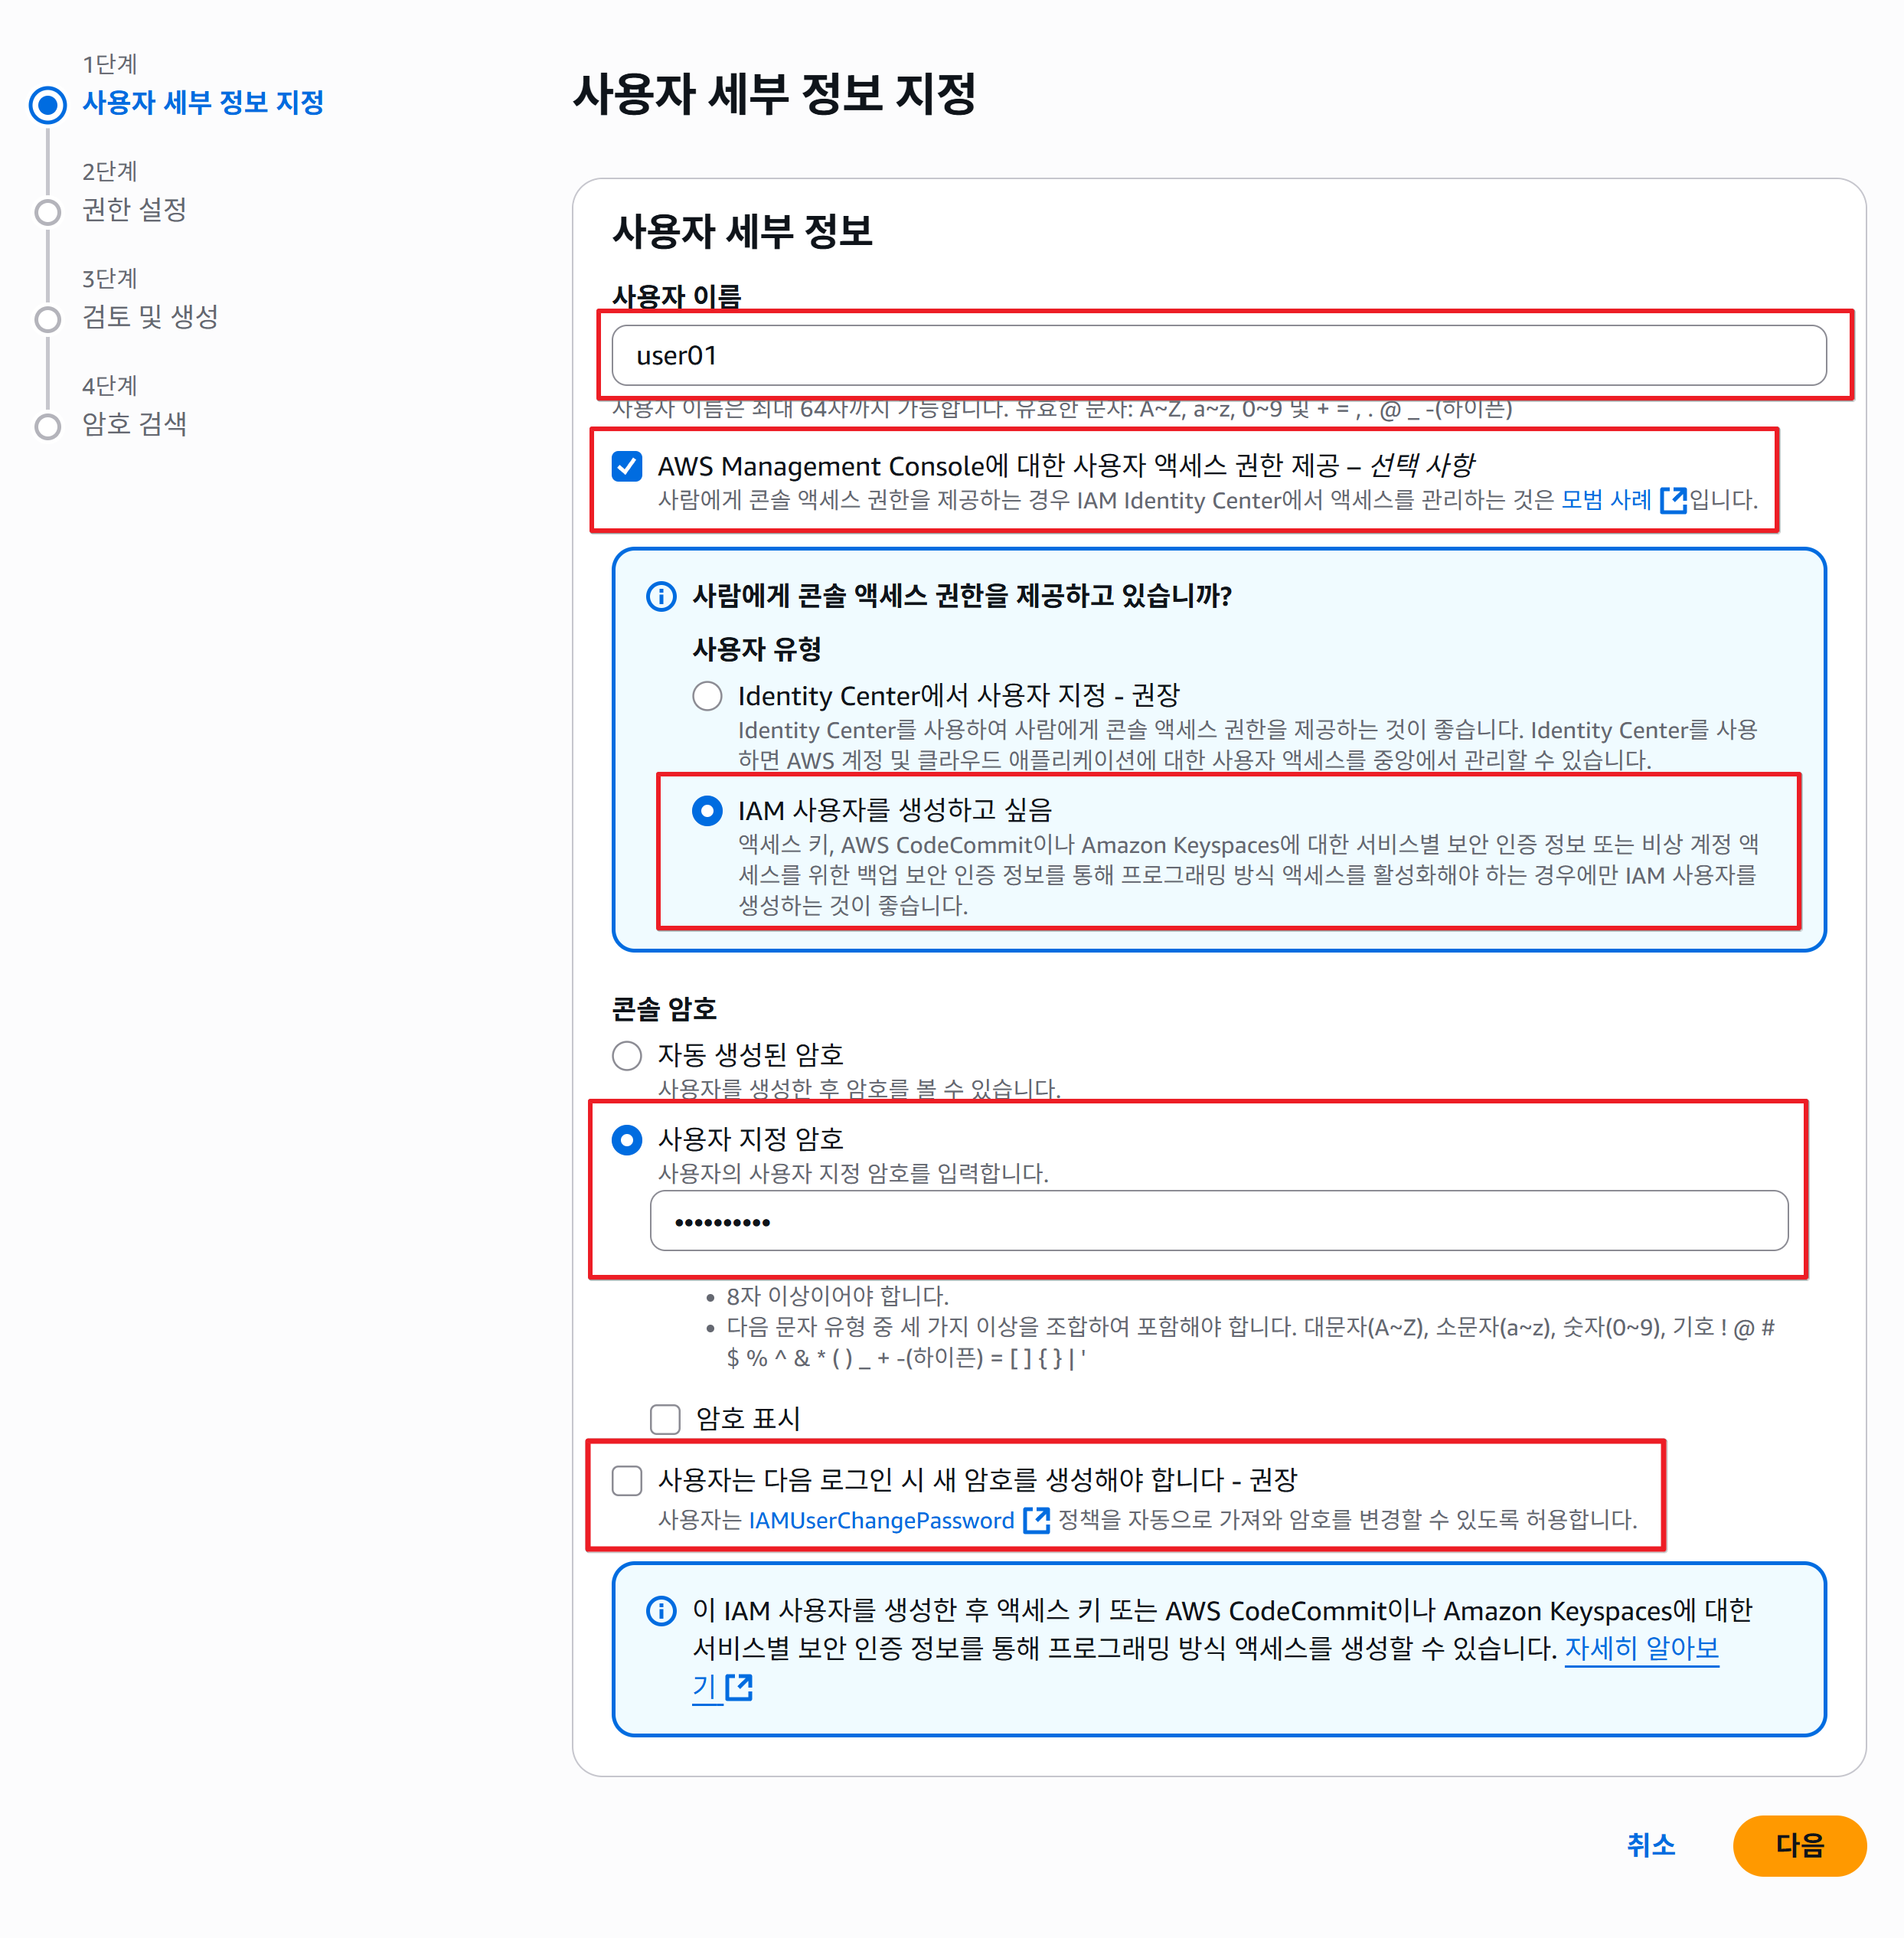 1단계
사용자 세부 정보 지정
2단계
권한 설정
3단계
검토 및 생성
4단계
암호 검색
사용자 세부 정보 지정
사용자 세부 정보
사용자 이름
user01
사용자 이름은 최대 64자까지 가능합니다. 유효한 문자: A~Z, a~z, 0~9 및 + = , . @ _ -(하이픈)
AWS Management Console에 대한 사용자 액세스 권한 제공 – 선택 사항
사람에게 콘솔 액세스 권한을 제공하는 경우 IAM Identity Center에서 액세스를 관리하는 것은 모범 사례 입니다.
사람에게 콘솔 액세스 권한을 제공하고 있습니까?
사용자 유형
Identity Center에서 사용자 지정 - 권장
Identity Center를 사용하여 사람에게 콘솔 액세스 권한을 제공하는 것이 좋습니다. Identity Center를 사용
하면 AWS 계정 및 클라우드 애플리케이션에 대한 사용자 액세스를 중앙에서 관리할 수 있습니다.
IAM 사용자를 생성하고 싶음
액세스 키, AWS CodeCommit이나 Amazon Keyspaces에 대한 서비스별 보안 인증 정보 또는 비상 계정 액
세스를 위한 백업 보안 인증 정보를 통해 프로그래밍 방식 액세스를 활성화해야 하는 경우에만 IAM 사용자를
생성하는 것이 좋습니다.
콘솔 암호
자동 생성된 암호
사용자를 생성한 후 암호를 볼 수 있습니다.
사용자 지정 암호
사용자의 사용자 지정 암호를 입력합니다.
••••••••••
• 8자 이상이어야 합니다.
• 다음 문자 유형 중 세 가지 이상을 조합하여 포함해야 합니다. 대문자(A~Z), 소문자(a~z), 숫자(0~9), 기호 ! @ #
$ % ^ & * ( ) _ + -(하이픈) = [ ] { } | '
암호 표시
사용자는 다음 로그인 시 새 암호를 생성해야 합니다 - 권장
사용자는 IAMUserChangePassword 정책을 자동으로 가져와 암호를 변경할 수 있도록 허용합니다.
이 IAM 사용자를 생성한 후 액세스 키 또는 AWS CodeCommit이나 Amazon Keyspaces에 대한
서비스별 보안 인증 정보를 통해 프로그래밍 방식 액세스를 생성할 수 있습니다. 자세히 알아보
기
취소
다음